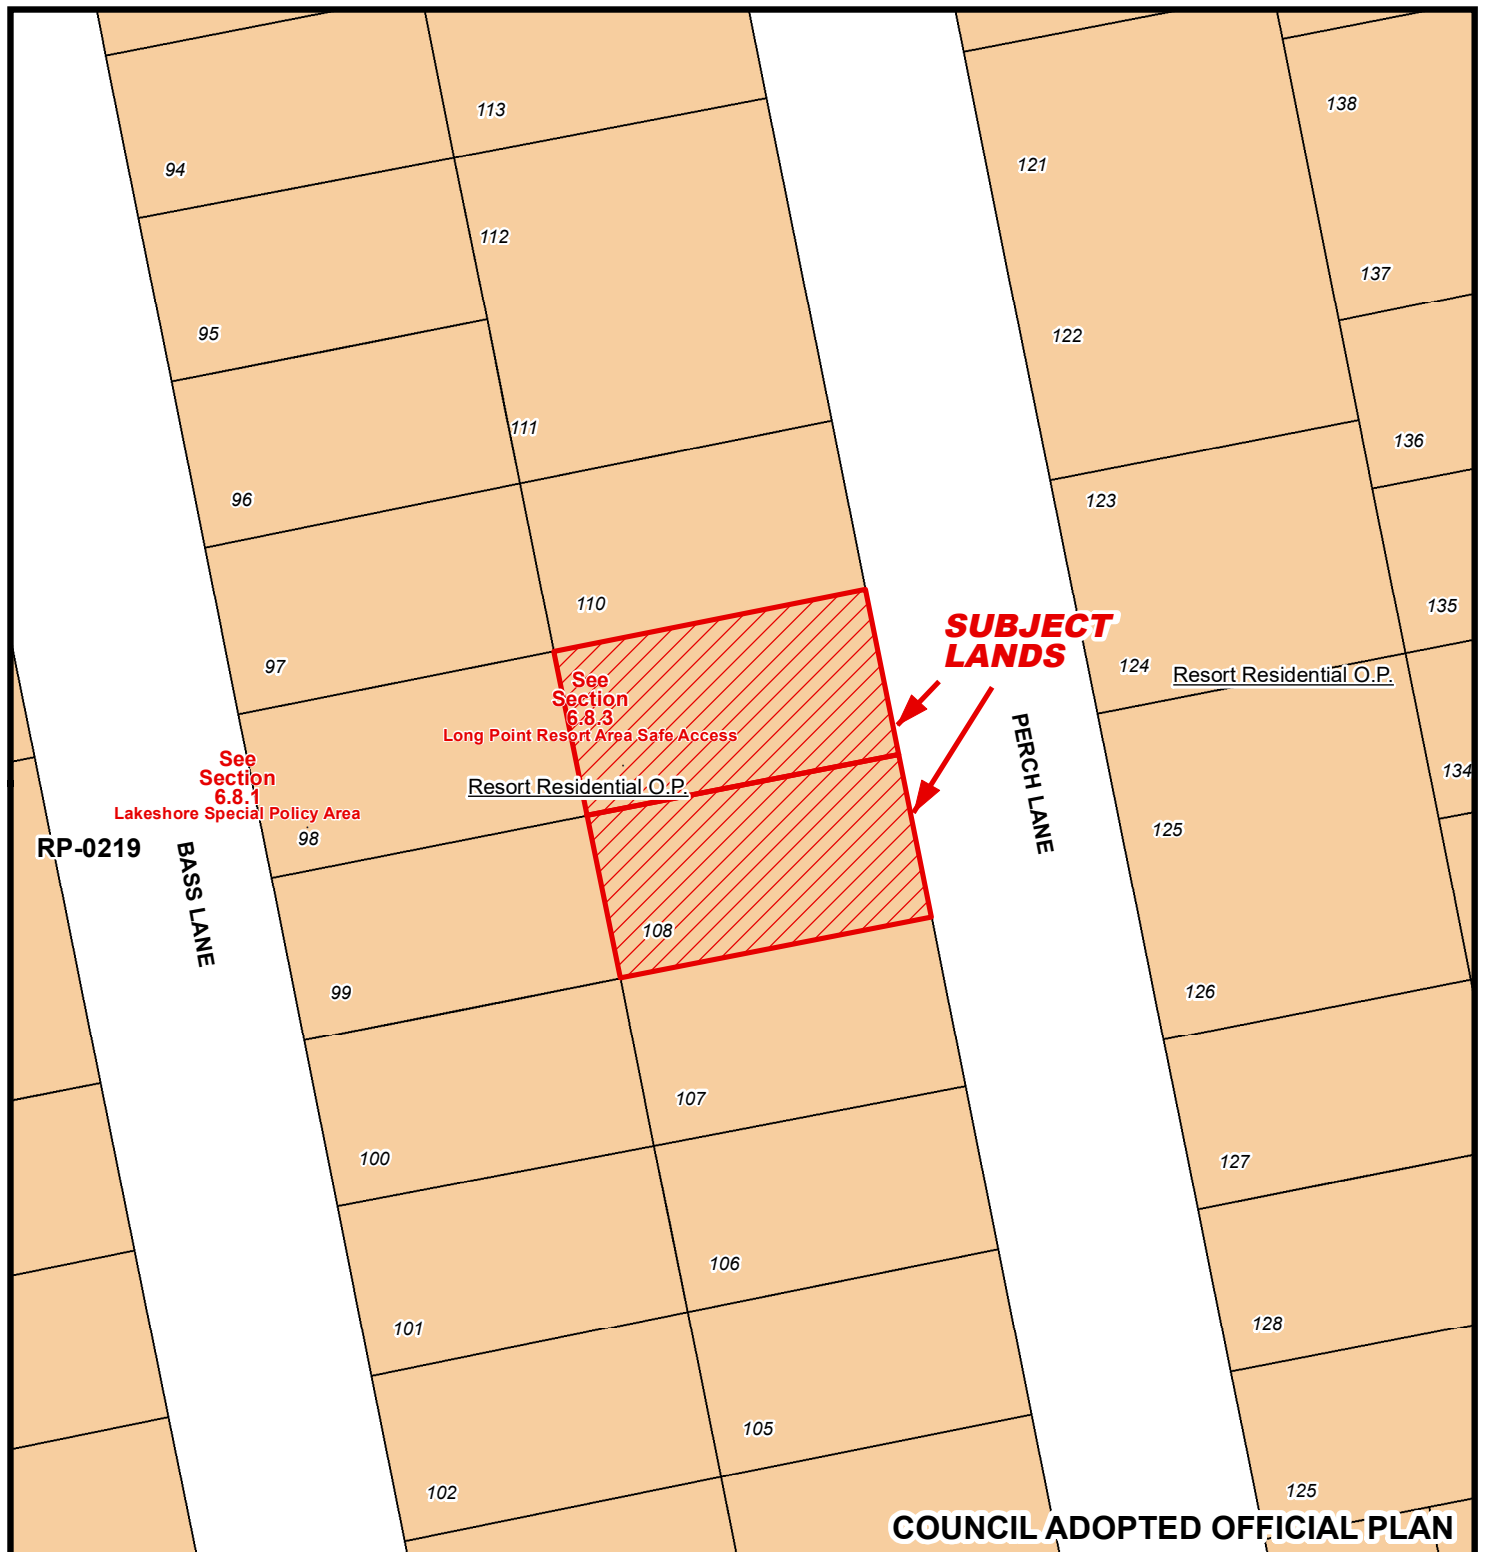 138
113
121
94
112
137
95
122
111
136
96
123
110
135
SUBJECT
LANDS
97
124
Resort Residential O.P.
See
Section
6.8.3
Long Point Resort Area Safe Access
See
Section
6.8.1
Lakeshore Special Policy Area
Resort Residential O.P.
134
PERCH LANE
98
RP-0219
125
BASS LANE
108
99
126
107
100
127
106
101
128
105
102
125
COUNCIL ADOPTED OFFICIAL PLAN